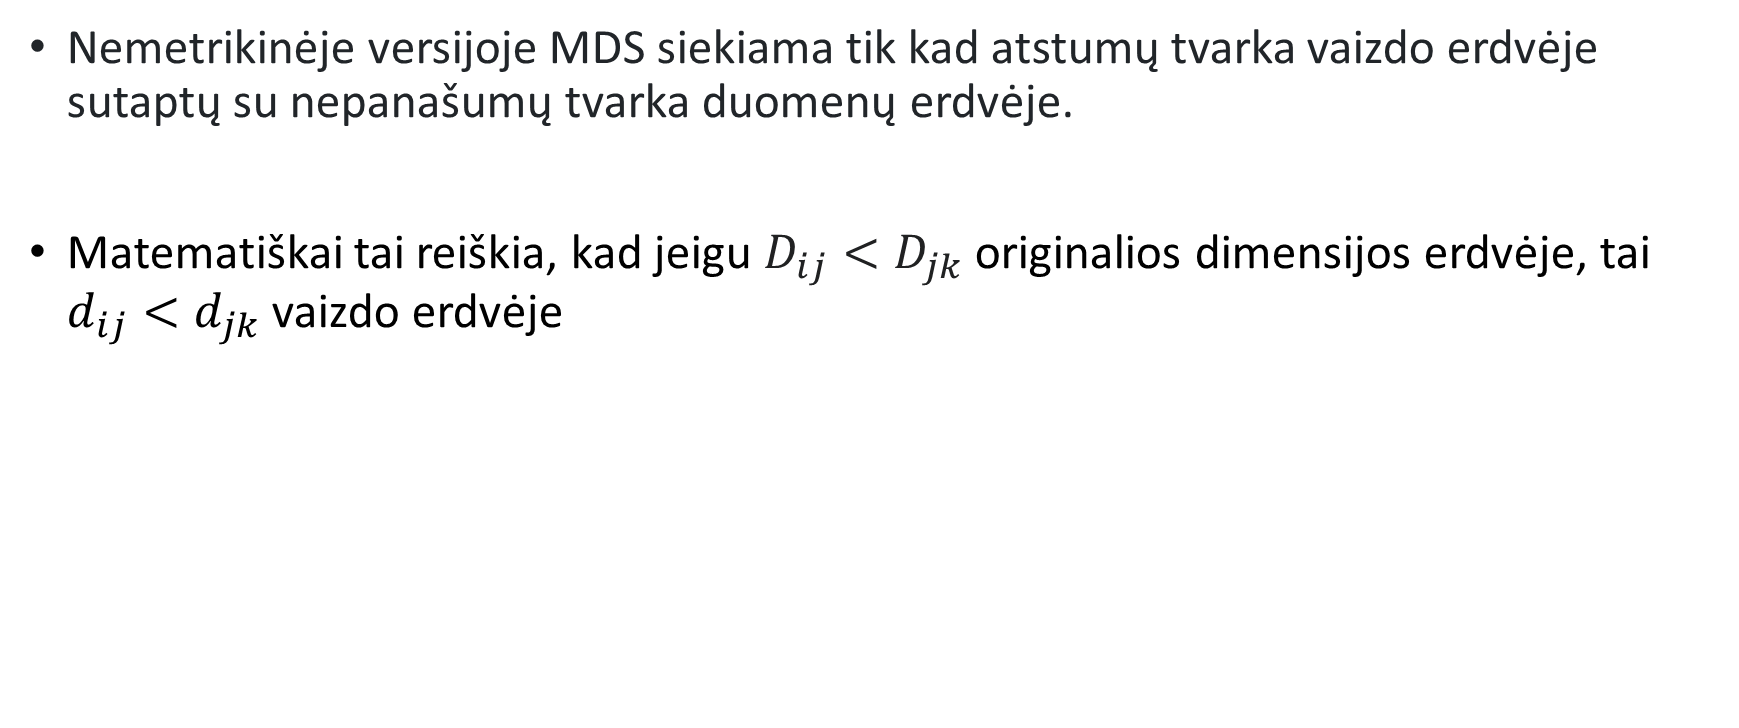 • Nemetrikinėje versijoje MDS siekiama tik kad atstumų tvarka vaizdo erdvėje
sutaptų su nepanašumų tvarka duomenų erdvėje.
• Matematiškai tai reiškia, kad jeigu $D_{ij} < D_{jk}$ originalios dimensijos erdvėje, tai
$d_{ij} < d_{jk}$ vaizdo erdvėje